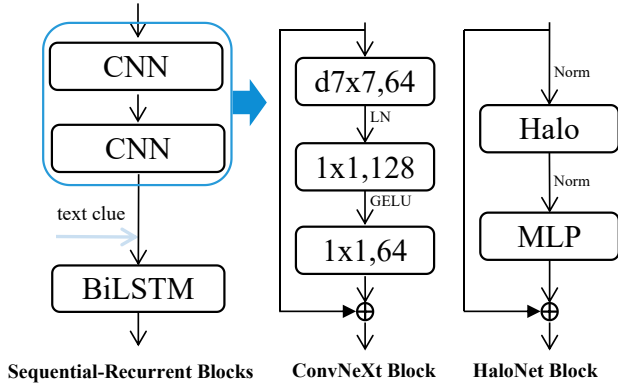 CNN
CNN
text clue
BiLSTM
Sequential-Recurrent Blocks
d7x7,64
LN
1x1,128
GELU
1x1,64
ConvNeXt Block
Norm
Halo
Norm
MLP
HaloNet Block